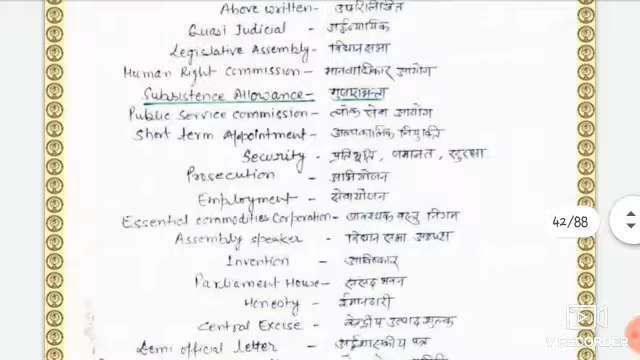 Above written - उपरिलिखित
Quasi Judicial - अर्द्धन्यायिक
Legislative Assembly - विधान सभा
Human Right Commission - मानवाधिकार आयोग
Subsistence Allowance - गुजाराभत्ता
Public Service Commission - लोक सेवा आयोग
Short term Appointment - अल्पकालिक नियुक्ति
Security - प्रतिभूति, जमानत, सुरक्षा
Prosecution - अभियोजन
Employment - सेवायोजन
Essential Commodities Corporation - आवश्यक वस्तु निगम
42/88
Assembly speaker - विधान सभा अध्यक्ष
Invention - आविष्कार
Parliament House - संसद भवन
Honesty - ईमानदारी
Central Excise - केन्द्रीय उत्पाद शुल्क
VIRECORDER
Semi official letter - अर्द्धशासकीय पत्र